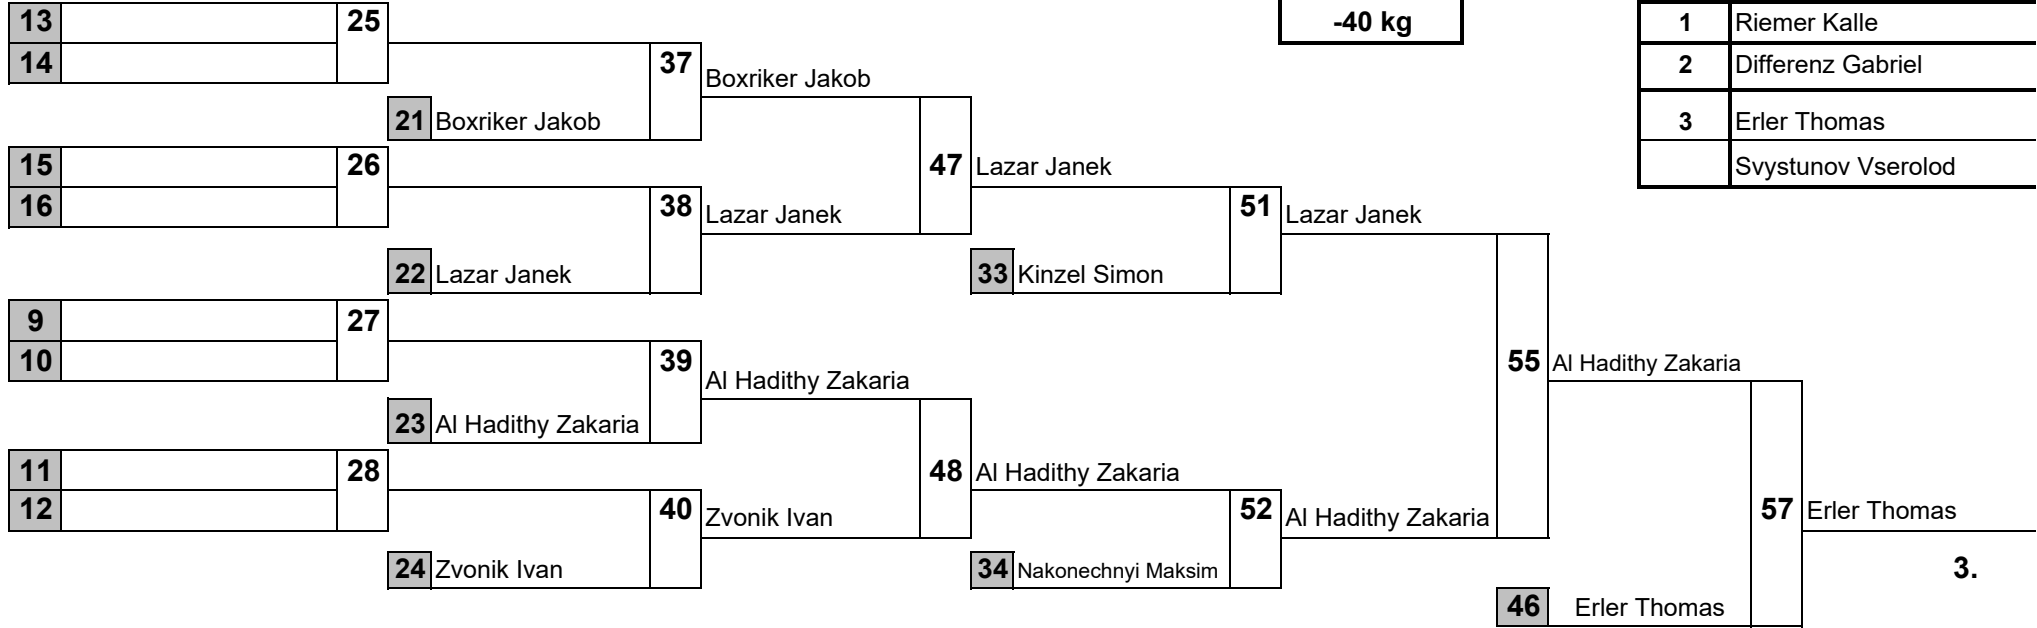 13 25 -40 kg 1 Riemer Kalle
14 37 Boxriker Jakob 2 Differenz Gabriel
21 Boxriker Jakob 3 Erler Thomas
15 26 47 Lazar Janek Svystunov Vserolod
16 38 Lazar Janek 51 Lazar Janek
22 Lazar Janek 33 Kinzel Simon
9 27
10 39 Al Hadithy Zakaria 55 Al Hadithy Zakaria
23 Al Hadithy Zakaria
11 28 48 Al Hadithy Zakaria
12 40 Zvonik Ivan 52 Al Hadithy Zakaria 57 Erler Thomas
24 Zvonik Ivan 34 Nakonechnyi Maksim 3.
46 Erler Thomas